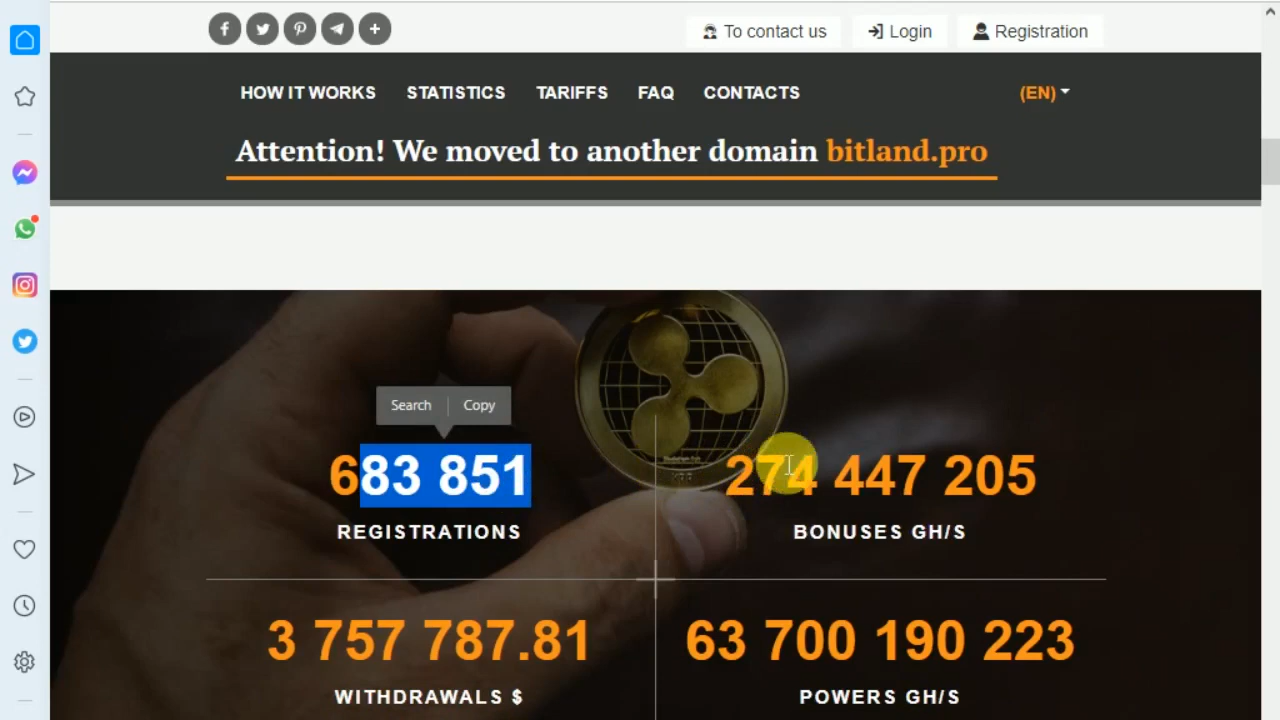 To contact us
Login
Registration
HOW IT WORKS
STATISTICS
TARIFFS
FAQ
CONTACTS
(EN)
Attention! We moved to another domain bitland.pro
Search
Copy
683 851
REGISTRATIONS
274 447 205
BONUSES GH/S
3 757 787.81
WITHDRAWALS $
63 700 190 223
POWERS GH/S